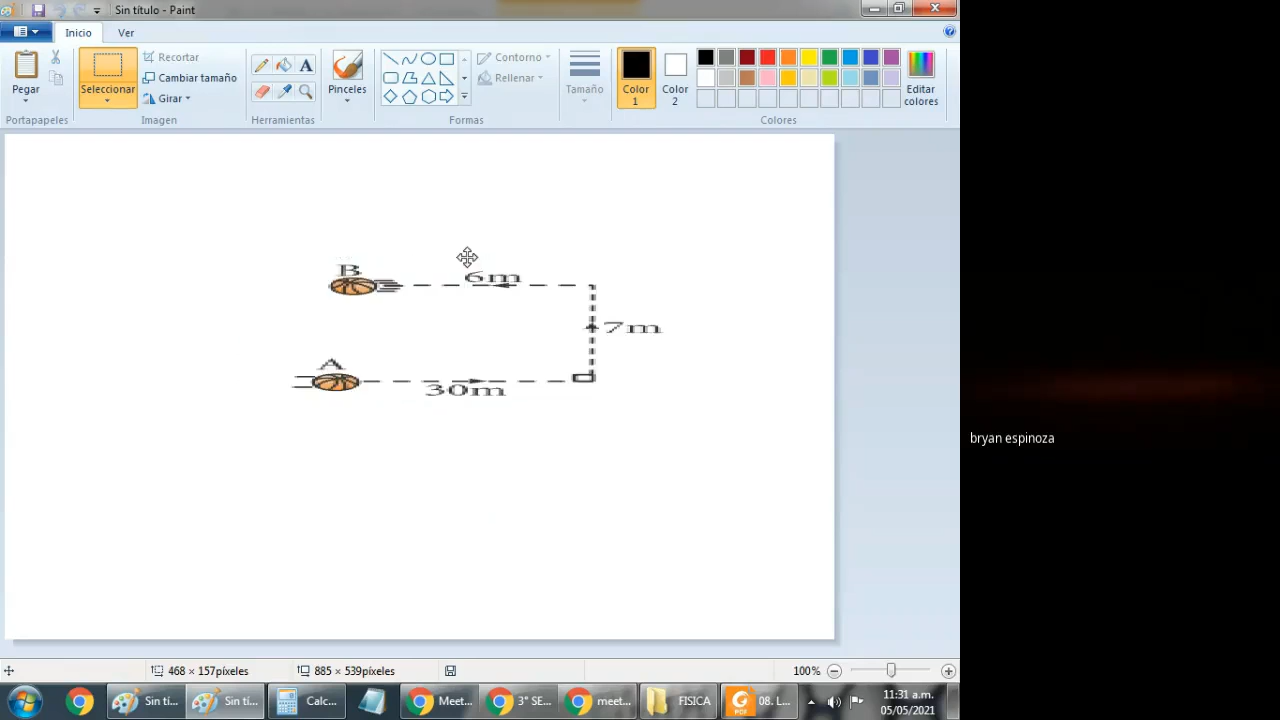 Sin título - Paint
Inicio Ver
Pegar
Portapapeles
Seleccionar
Recortar
Cambiar tamaño
Girar
Imagen
Herramientas
Pinceles
Contorno
Rellenar
Formas
Tamaño
Color 1
Color 2
Editar colores
Colores
B
6m
7m
A
30m
bryan espinoza
468 × 157píxeles
885 × 539píxeles
100%
Sin tí...
Sin tí...
Calc...
Meet...
3° SE...
meet...
FISICA
08. L...
11:31 a.m.
05/05/2021